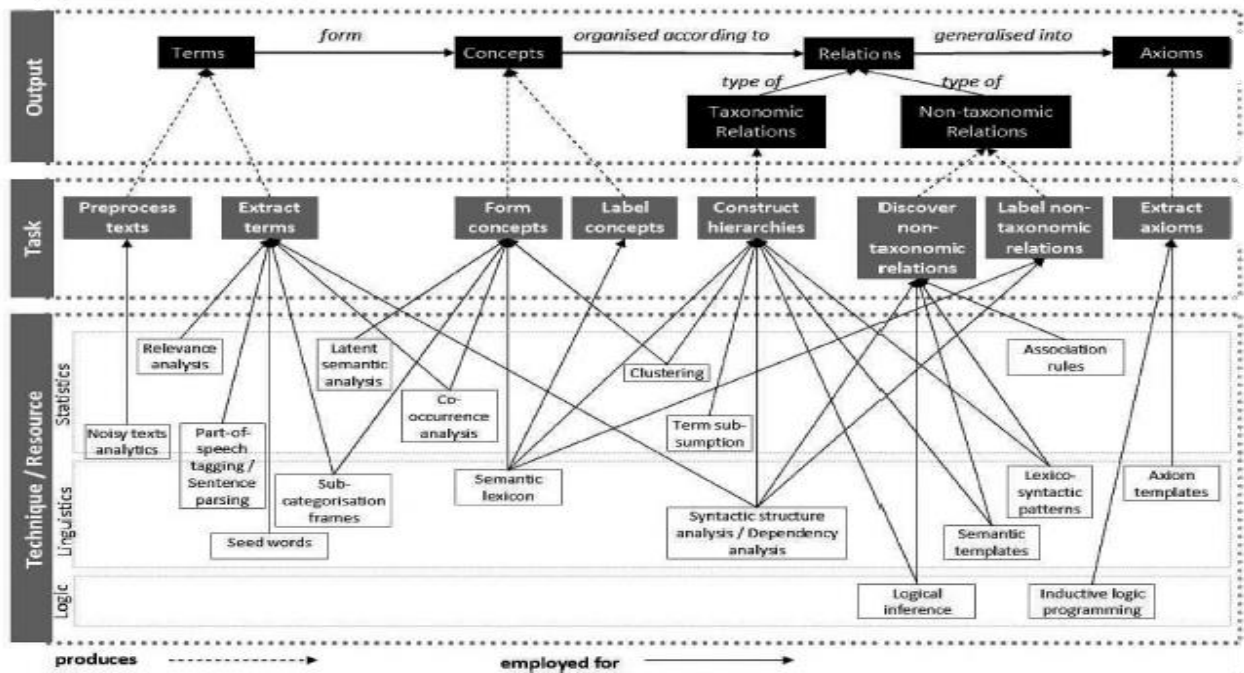 Output
form
organised according to
generalised into
Terms
Concepts
Relations
Axioms
type of
type of
Taxonomic
Relations
Non-taxonomic
Relations
Task
Preprocess
texts
Extract
terms
Form
concepts
Label
concepts
Construct
hierarchies
Discover
non-
taxonomic
relations
Label non-
taxonomic
relations
Extract
axioms
Technique / Resource
Statistics
Relevance
analysis
Latent
semantic
analysis
Clustering
Association
rules
Co-
occurrence
analysis
Term sub-
sumption
Noisy texts
analytics
Linguistics
Part-of-
speech
tagging /
Sentence
parsing
Sub-
categorisation
frames
Semantic
lexicon
Lexico-
syntactic
patterns
Axiom
templates
Syntactic structure
analysis / Dependency
analysis
Semantic
templates
Seed words
Logic
Logical
inference
Inductive logic
programming
produces
employed for